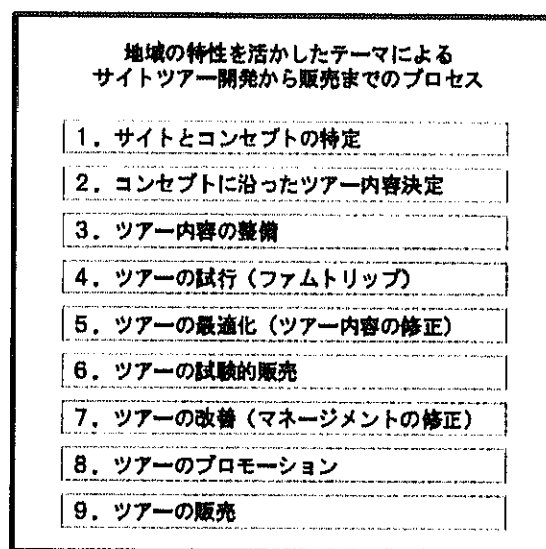 地域の特性を活かしたテーマによる
サイトツアー開発から販売までのプロセス
1．サイトとコンセプトの特定
2．コンセプトに沿ったツアー内容決定
3．ツアー内容の整備
4．ツアーの試行（ファムトリップ）
5．ツアーの最適化（ツアー内容の修正）
6．ツアーの試験的販売
7．ツアーの改善（マネージメントの修正）
8．ツアーのプロモーション
9．ツアーの販売